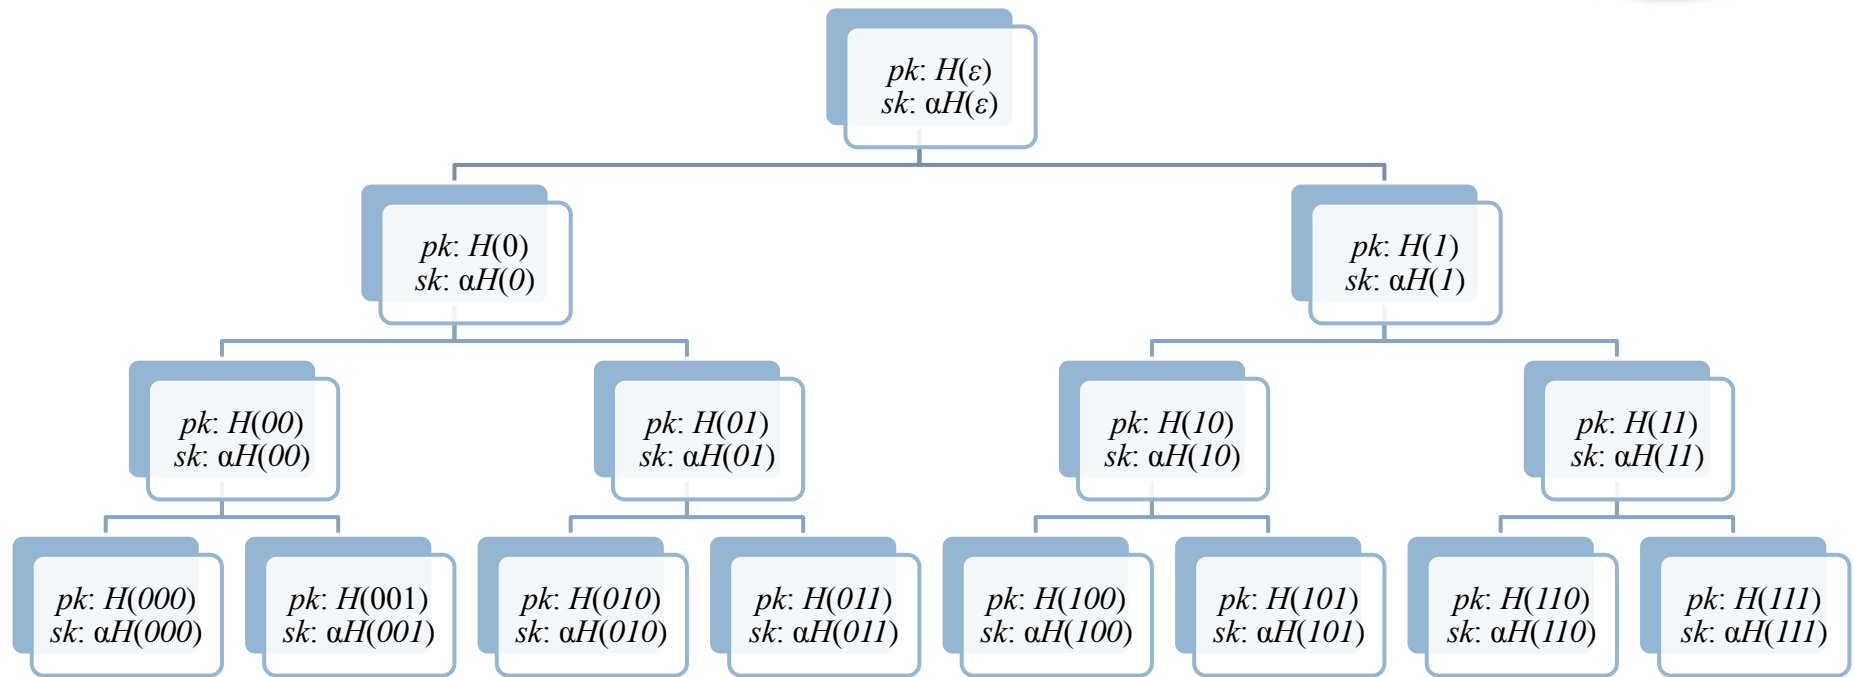 pk: H(ε)
sk: αH(ε)
pk: H(0)
sk: αH(0)
pk: H(1)
sk: αH(1)
pk: H(00)
sk: αH(00)
pk: H(01)
sk: αH(01)
pk: H(10)
sk: αH(10)
pk: H(11)
sk: αH(11)
pk: H(000)
sk: αH(000)
pk: H(001)
sk: αH(001)
pk: H(010)
sk: αH(010)
pk: H(011)
sk: αH(011)
pk: H(100)
sk: αH(100)
pk: H(101)
sk: αH(101)
pk: H(110)
sk: αH(110)
pk: H(111)
sk: αH(111)